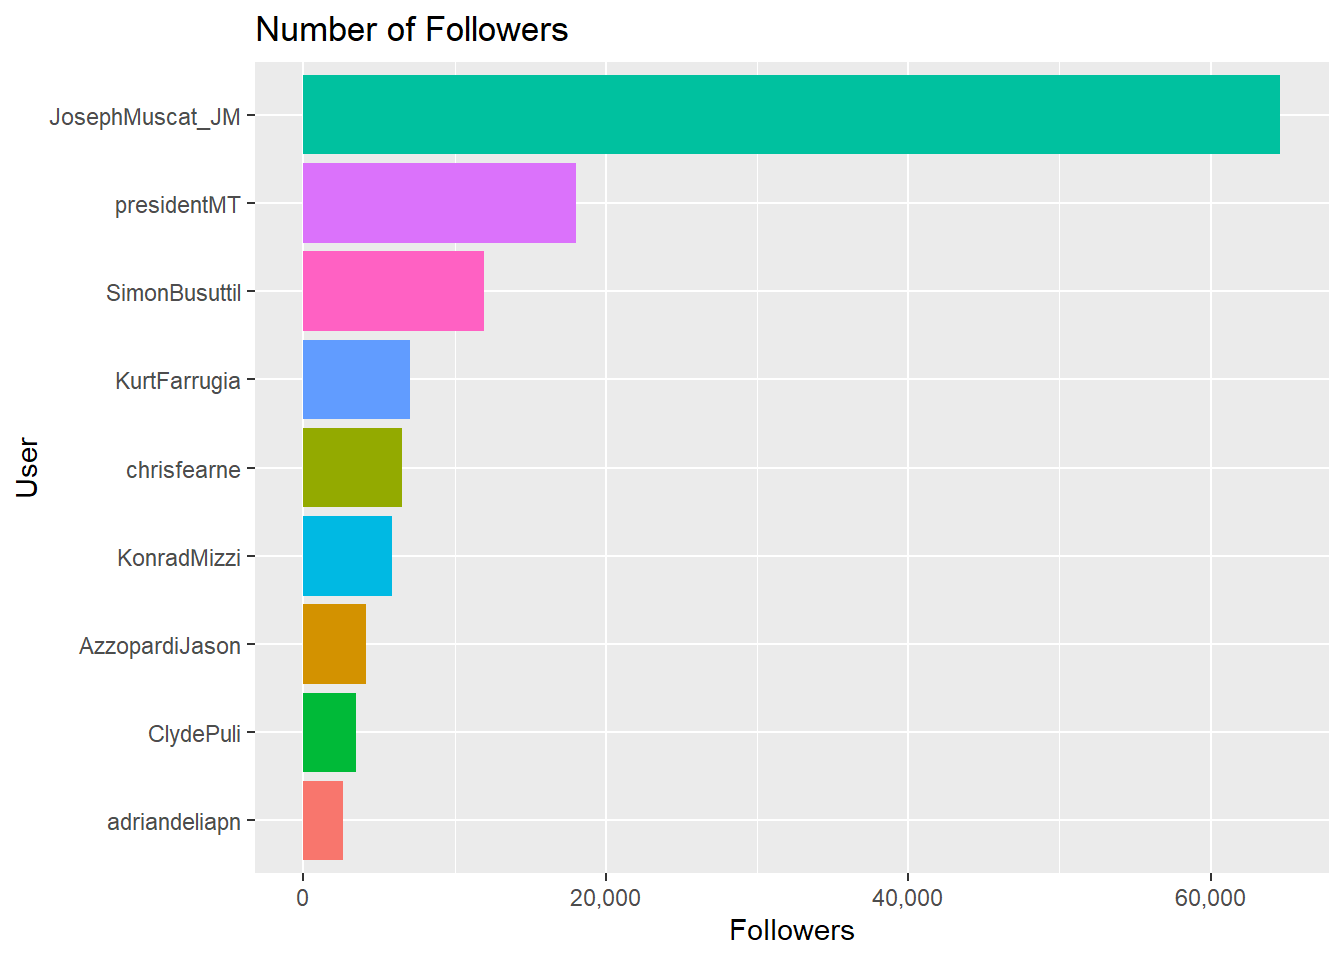 Number of Followers
JosephMuscat_JM
presidentMT
SimonBusuttil
KurtFarrugia
chrisfearne
KonradMizzi
AzzopardiJason
ClydePuli
adriandeliapn
User
0 20,000 40,000 60,000
Followers